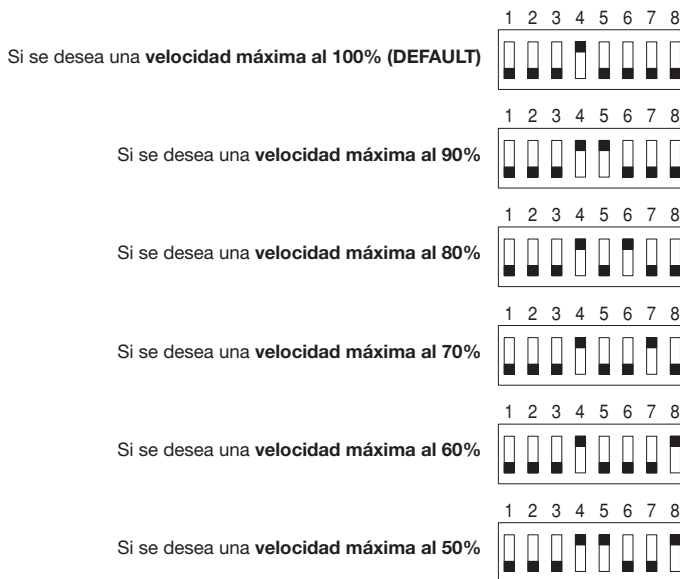 1 2 3 4 5 6 7 8
Si se desea una velocidad máxima al 100% (DEFAULT)
1 2 3 4 5 6 7 8
Si se desea una velocidad máxima al 90%
1 2 3 4 5 6 7 8
Si se desea una velocidad máxima al 80%
1 2 3 4 5 6 7 8
Si se desea una velocidad máxima al 70%
1 2 3 4 5 6 7 8
Si se desea una velocidad máxima al 60%
1 2 3 4 5 6 7 8
Si se desea una velocidad máxima al 50%